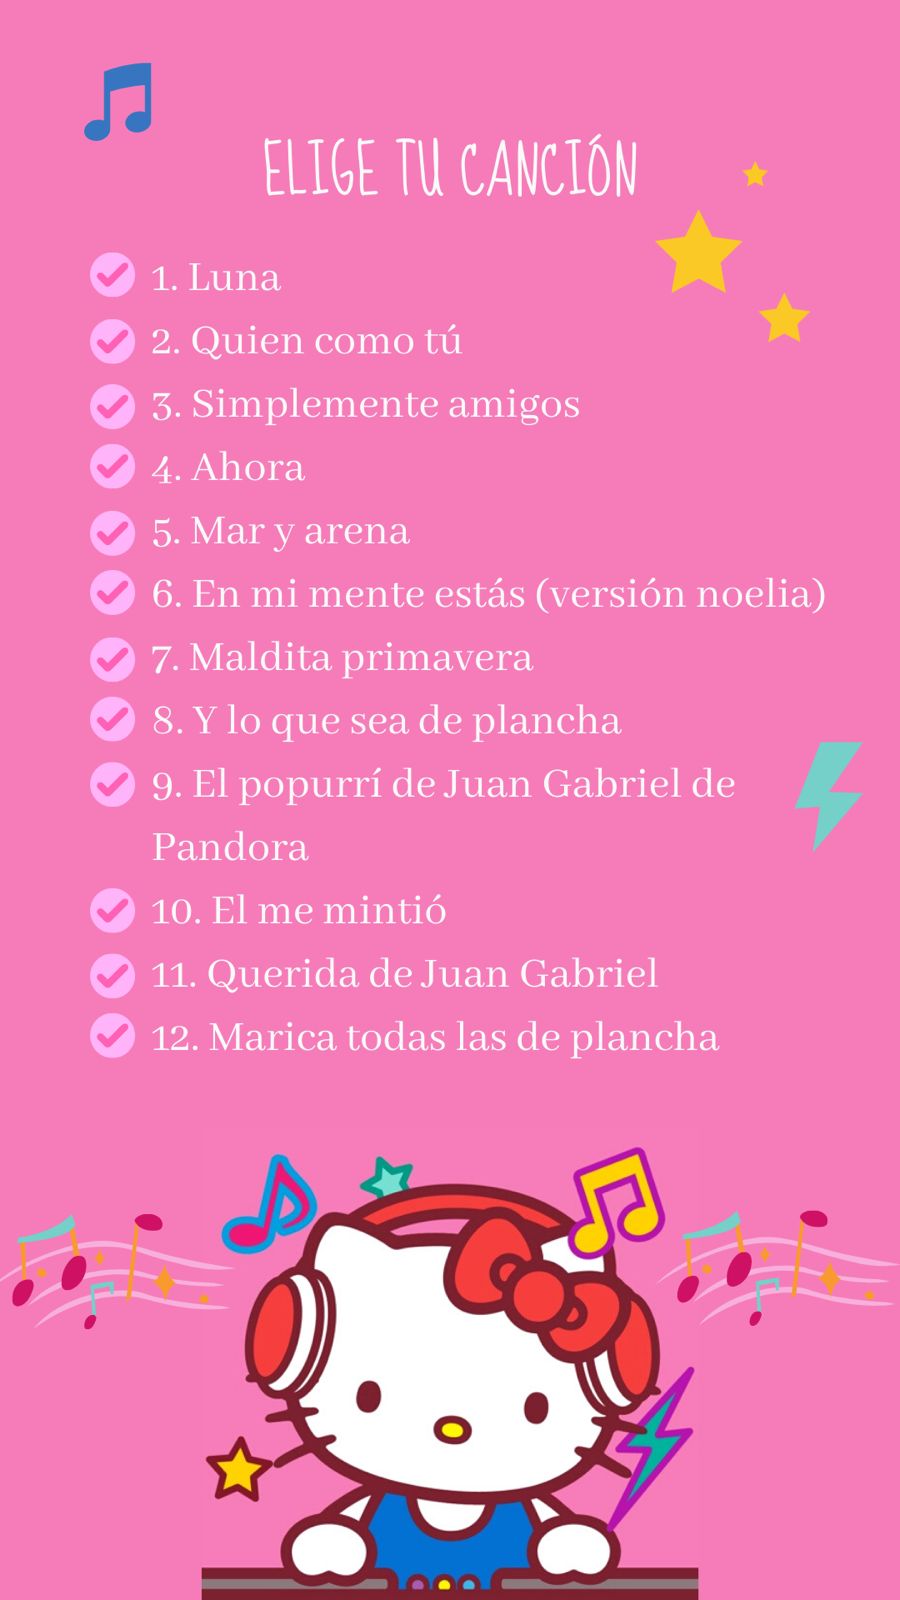 ELIGE TU CANCIÓN
1. Luna
2. Quien como tú
3. Simplemente amigos
4. Ahora
5. Mar y arena
6. En mi mente estás (versión noelia)
7. Maldita primavera
8. Y lo que sea de plancha
9. El popurrí de Juan Gabriel de
Pandora
10. El me mintió
11. Querida de Juan Gabriel
12. Marica todas las de plancha